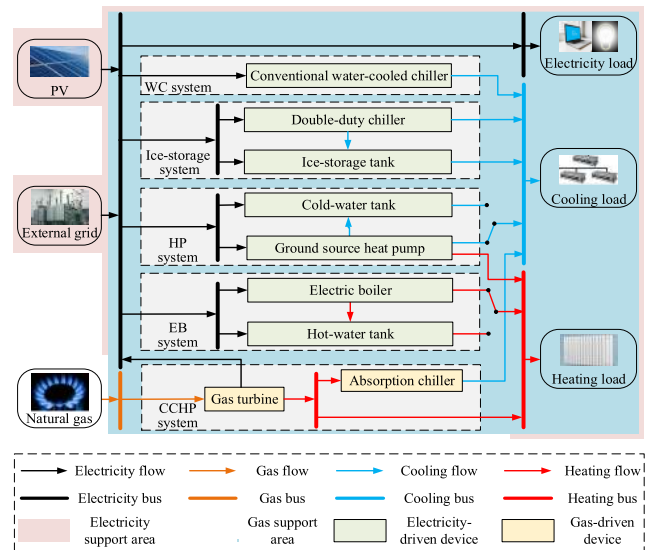 PV
External grid
Natural gas
WC system
Conventional water-cooled chiller
Ice-storage
system
Double-duty chiller
Ice-storage tank
HP
system
Cold-water tank
Ground source heat pump
EB
system
Electric boiler
Hot-water tank
CCHP
system
Gas turbine
Absorption chiller
Electricity load
Cooling load
Heating load
Electricity flow
Gas flow
Cooling flow
Heating flow
Electricity bus
Gas bus
Cooling bus
Heating bus
Electricity
support area
Gas support
area
Electricity-
driven device
Gas-driven
device